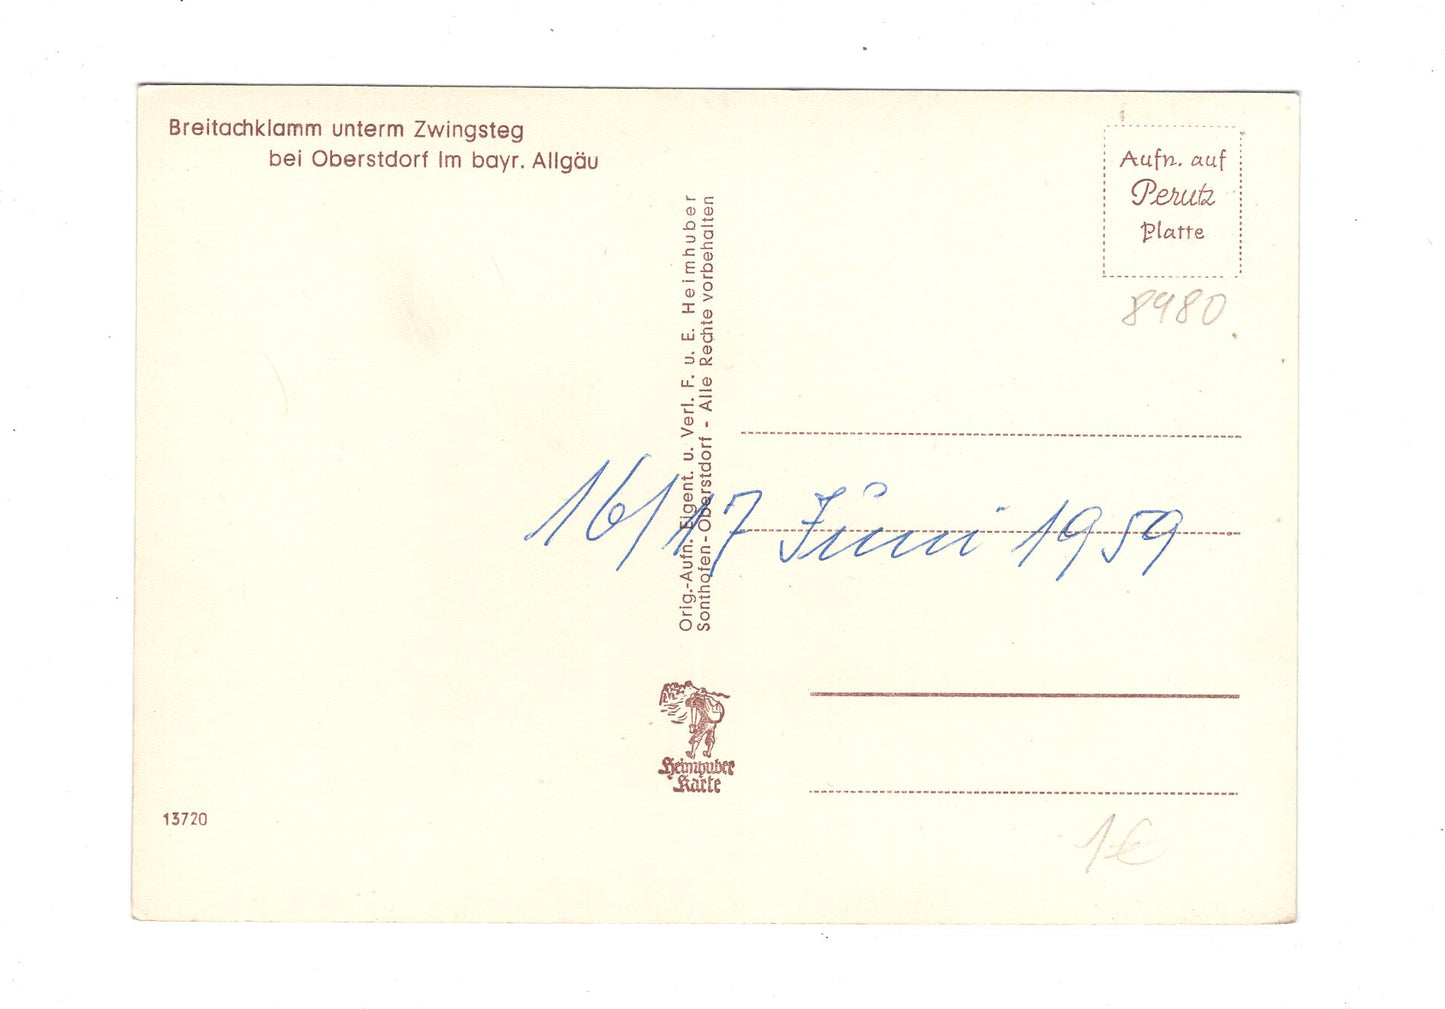 Breitachklamm unterm Zwingsteg
bei Oberstdorf im bayr. Allgäu
Aufn. auf
Perutz
Platte
8980
Orig.-Aufn. Eigent. u. Verl. F. u. E. Heimhuber
Sonthofen-Oberstdorf - Alle Rechte vorbehalten
16/17 Juni 1959
Heimhuber
Karte
13720
1€